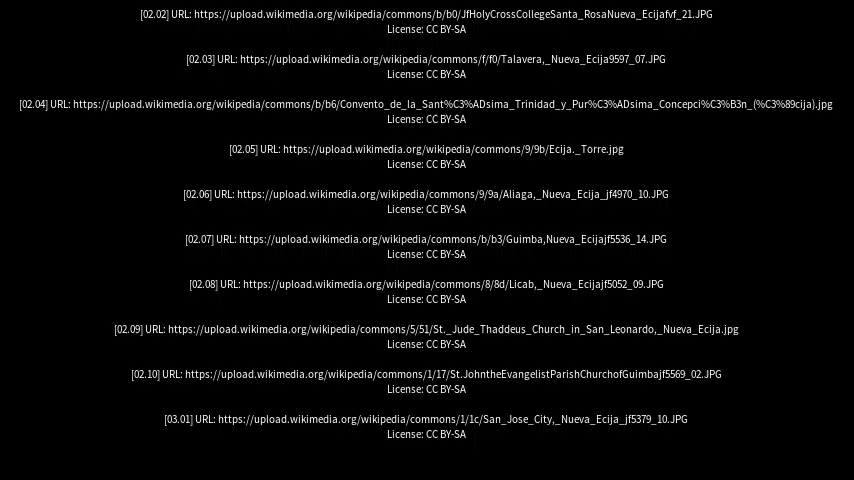 [02.02] URL: https://upload.wikimedia.org/wikipedia/commons/b/b0/JfHolyCrossCollegeSanta_RosaNueva_Ecijafvf_21.JPG
License: CC BY-SA
[02.03] URL: https://upload.wikimedia.org/wikipedia/commons/f/f0/Talavera,_Nueva_Ecija9597_07.JPG
License: CC BY-SA
[02.04] URL: https://upload.wikimedia.org/wikipedia/commons/b/b6/Convento_de_la_Sant%C3%ADsima_Trinidad_y_Pur%C3%ADsima_Concepci%C3%B3n_(%C3%89cija).jpg
License: CC BY-SA
[02.05] URL: https://upload.wikimedia.org/wikipedia/commons/9/9b/Ecija._Torre.jpg
License: CC BY-SA
[02.06] URL: https://upload.wikimedia.org/wikipedia/commons/9/9a/Aliaga,_Nueva_Ecija_jf4970_10.JPG
License: CC BY-SA
[02.07] URL: https://upload.wikimedia.org/wikipedia/commons/b/b3/Guimba,Nueva_Ecijajf5536_14.JPG
License: CC BY-SA
[02.08] URL: https://upload.wikimedia.org/wikipedia/commons/8/8d/Licab,_Nueva_Ecijajf5052_09.JPG
License: CC BY-SA
[02.09] URL: https://upload.wikimedia.org/wikipedia/commons/5/51/St._Jude_Thaddeus_Church_in_San_Leonardo,_Nueva_Ecija.jpg
License: CC BY-SA
[02.10] URL: https://upload.wikimedia.org/wikipedia/commons/1/17/St.JohntheEvangelistParishChurchofGuimbajf5569_02.JPG
License: CC BY-SA
[03.01] URL: https://upload.wikimedia.org/wikipedia/commons/1/1c/San_Jose_City,_Nueva_Ecija_jf5379_10.JPG
License: CC BY-SA